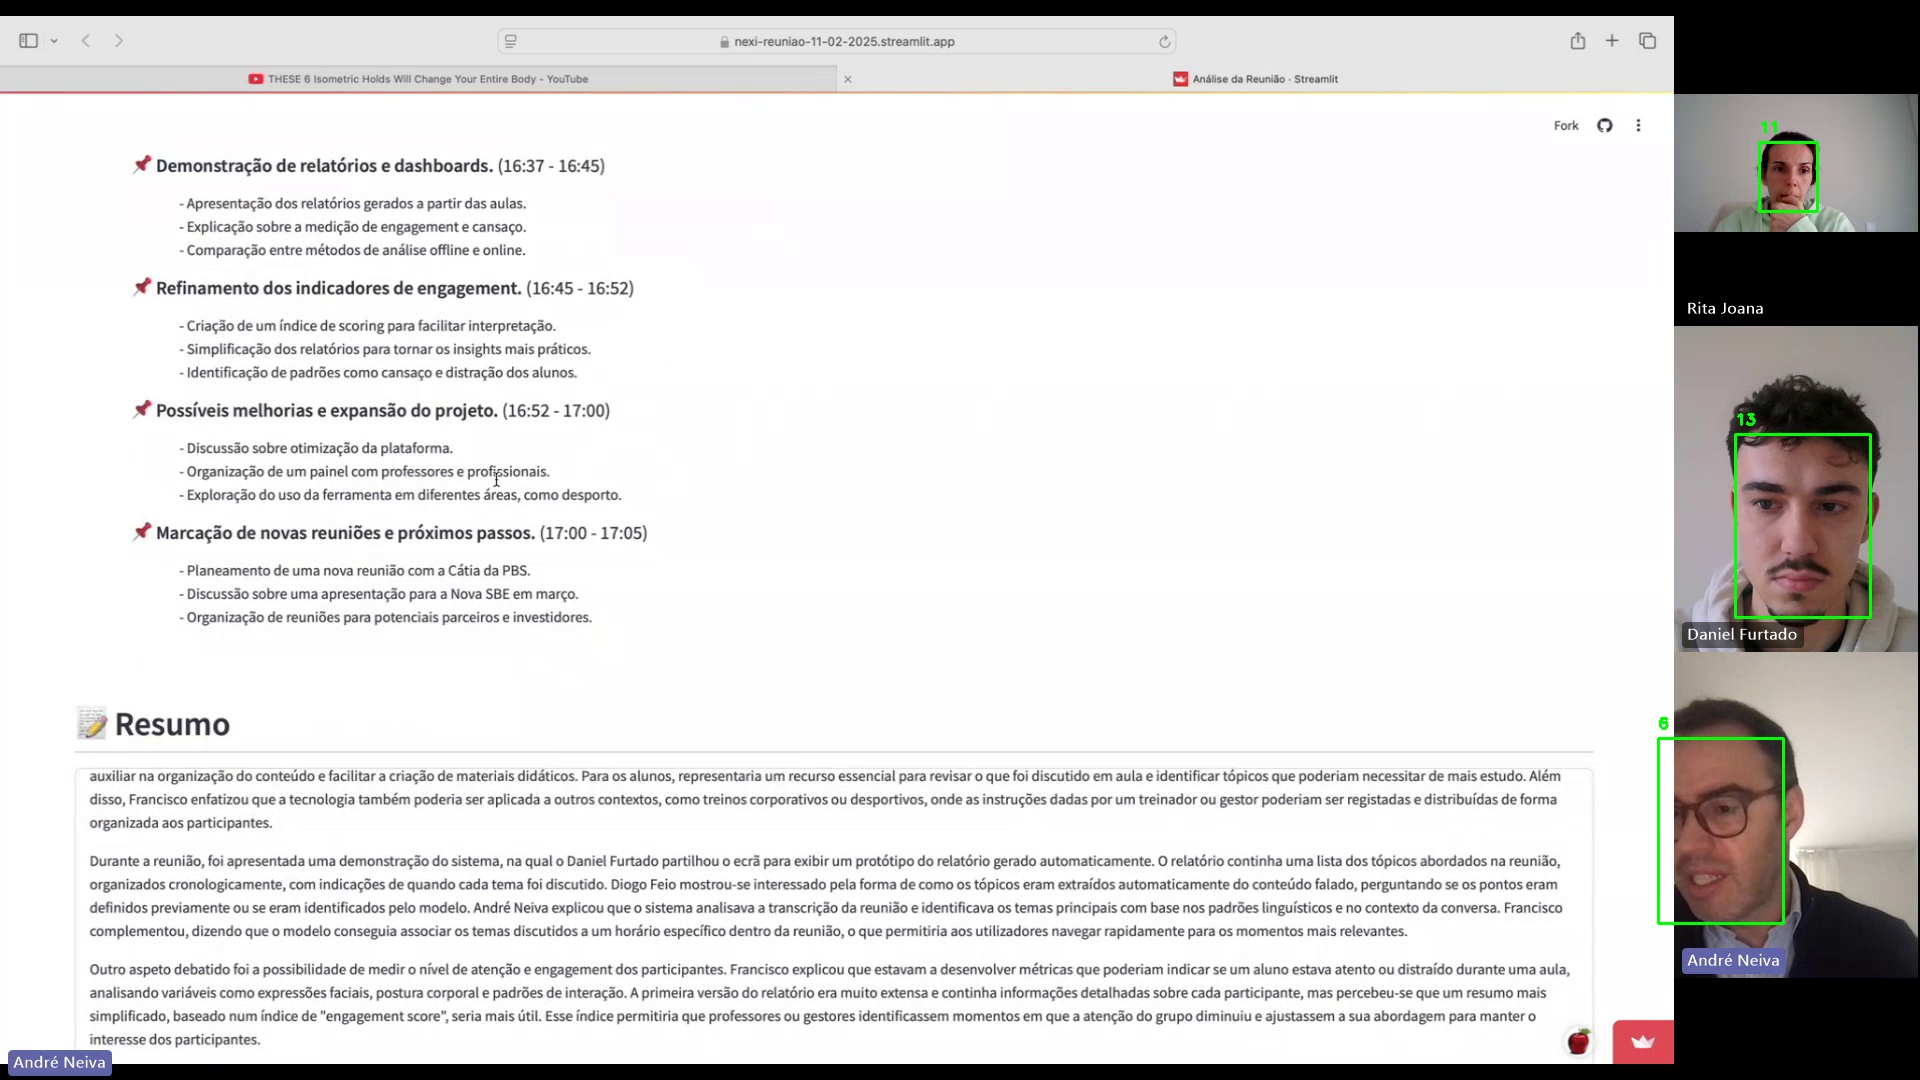 nexi-reuniao-11-02-2025.streamlit.app
THESE 6 Isometric Holds Will Change Your Entire Body - YouTube
Análise da Reunião · Streamlit
Fork
📌 Demonstração de relatórios e dashboards. (16:37 - 16:45)
- Apresentação dos relatórios gerados a partir das aulas.
- Explicação sobre a medição de engagement e cansaço.
- Comparação entre métodos de análise offline e online.
📌 Refinamento dos indicadores de engagement. (16:45 - 16:52)
- Criação de um índice de scoring para facilitar interpretação.
- Simplificação dos relatórios para tornar os insights mais práticos.
- Identificação de padrões como cansaço e distração dos alunos.
📌 Possíveis melhorias e expansão do projeto. (16:52 - 17:00)
- Discussão sobre otimização da plataforma.
- Organização de um painel com professores e profissionais.
- Exploração do uso da ferramenta em diferentes áreas, como desporto.
📌 Marcação de novas reuniões e próximos passos. (17:00 - 17:05)
- Planeamento de uma nova reunião com a Cátia da PBS.
- Discussão sobre uma apresentação para a Nova SBE em março.
- Organização de reuniões para potenciais parceiros e investidores.
📝 Resumo
auxiliar na organização do conteúdo e facilitar a criação de materiais didáticos. Para os alunos, representaria um recurso essencial para revisar o que foi discutido em aula e identificar tópicos que poderiam necessitar de mais estudo. Além
disso, Francisco enfatizou que a tecnologia também poderia ser aplicada a outros contextos, como treinos corporativos ou desportivos, onde as instruções dadas por um treinador ou gestor poderiam ser registadas e distribuídas de forma
organizada aos participantes.
Durante a reunião, foi apresentada uma demonstração do sistema, na qual o Daniel Furtado partilhou o ecrã para exibir um protótipo do relatório gerado automaticamente. O relatório continha uma lista dos tópicos abordados na reunião,
organizados cronologicamente, com indicações de quando cada tema foi discutido. Diogo Feio mostrou-se interessado pela forma de como os tópicos eram extraídos automaticamente do conteúdo falado, perguntando se os pontos eram
definidos previamente ou se eram identificados pelo modelo. André Neiva explicou que o sistema analisava a transcrição da reunião e identificava os temas principais com base nos padrões linguísticos e no contexto da conversa. Francisco
complementou, dizendo que o modelo conseguia associar os temas discutidos a um horário específico dentro da reunião, o que permitiria aos utilizadores navegar rapidamente para os momentos mais relevantes.
Outro aspeto debatido foi a possibilidade de medir o nível de atenção e engagement dos participantes. Francisco explicou que estavam a desenvolver métricas que poderiam indicar se um aluno estava atento ou distraído durante uma aula,
analisando variáveis como expressões faciais, postura corporal e padrões de interação. A primeira versão do relatório era muito extensa e continha informações detalhadas sobre cada participante, mas percebeu-se que um resumo mais
simplificado, baseado num índice de "engagement score", seria mais útil. Esse índice permitiria que professores ou gestores identificassem momentos em que a atenção do grupo diminuiu e ajustassem a sua abordagem para manter o
interesse dos participantes.
André Neiva
11
Rita Joana
13
Daniel Furtado
6
André Neiva